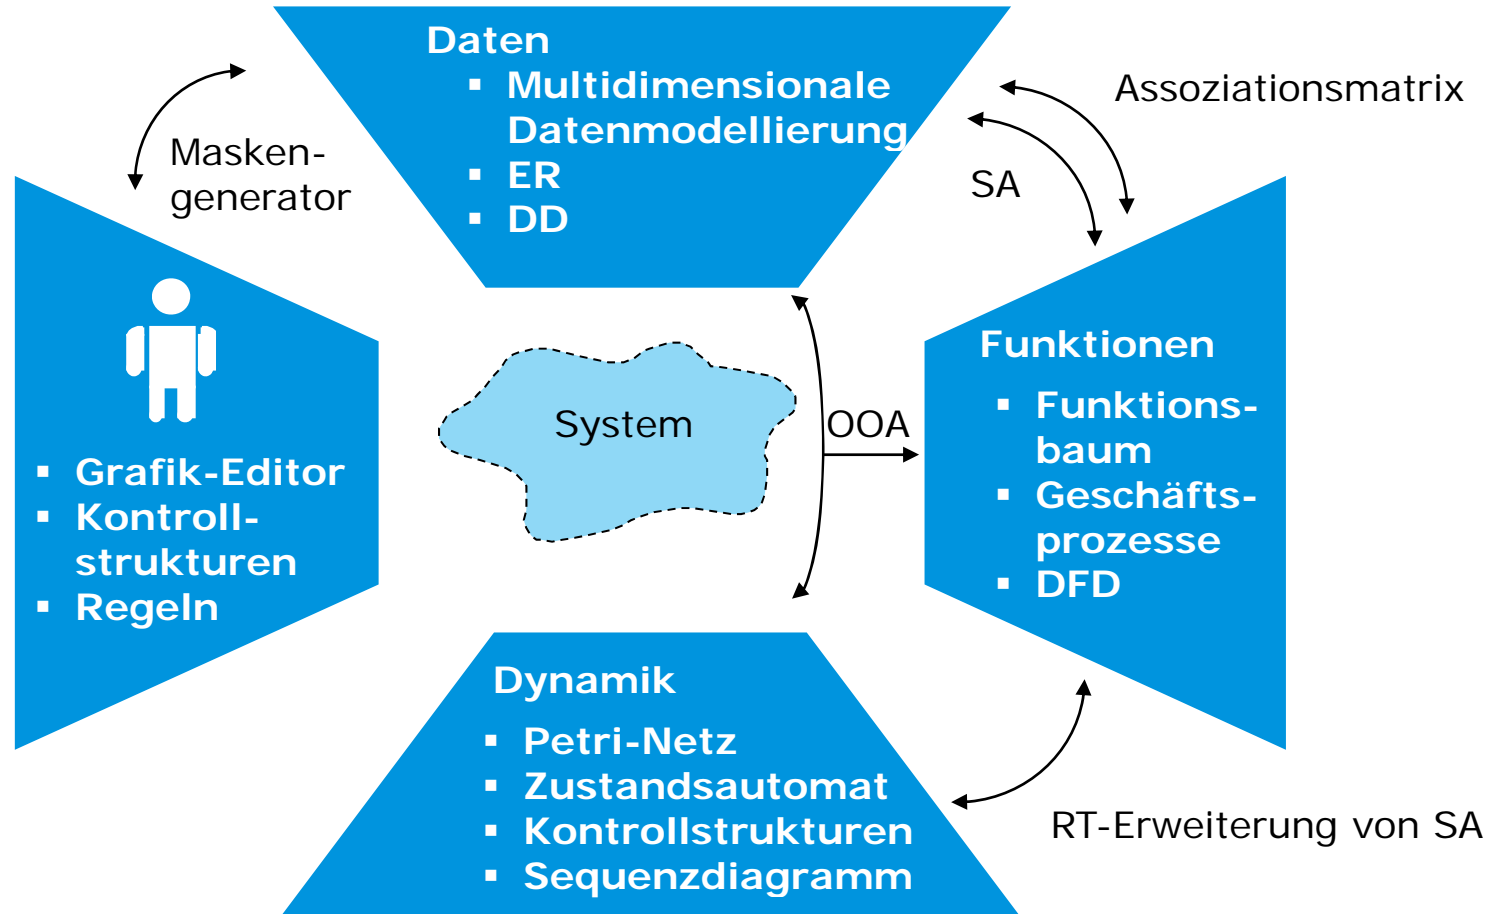 Daten
▪ Multidimensionale
Datenmodellierung
▪ ER
▪ DD
Assoziationsmatrix
SA
Masken-
generator
▪ Grafik-Editor
▪ Kontroll-
strukturen
▪ Regeln
System
OOA
Funktionen
▪ Funktions-
baum
▪ Geschäfts-
prozesse
▪ DFD
Dynamik
▪ Petri-Netz
▪ Zustandsautomat
▪ Kontrollstrukturen
▪ Sequenzdiagramm
RT-Erweiterung von SA